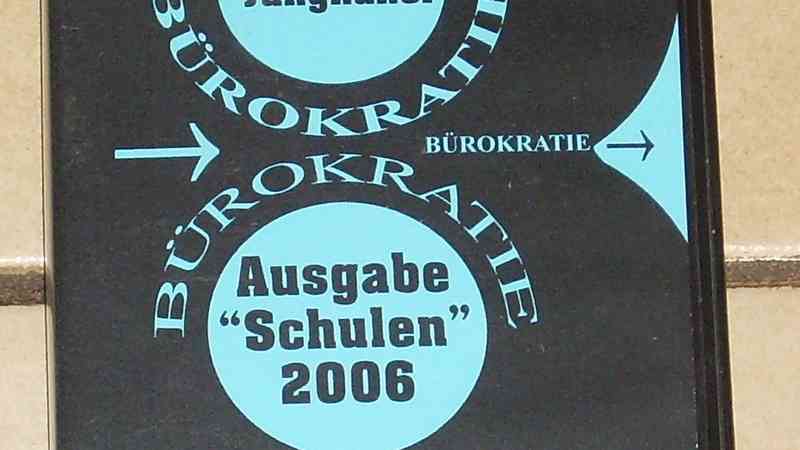 BÜROKRATIE
BÜROKRATIE
BÜROKRATIE
Ausgabe
“Schulen”
2006